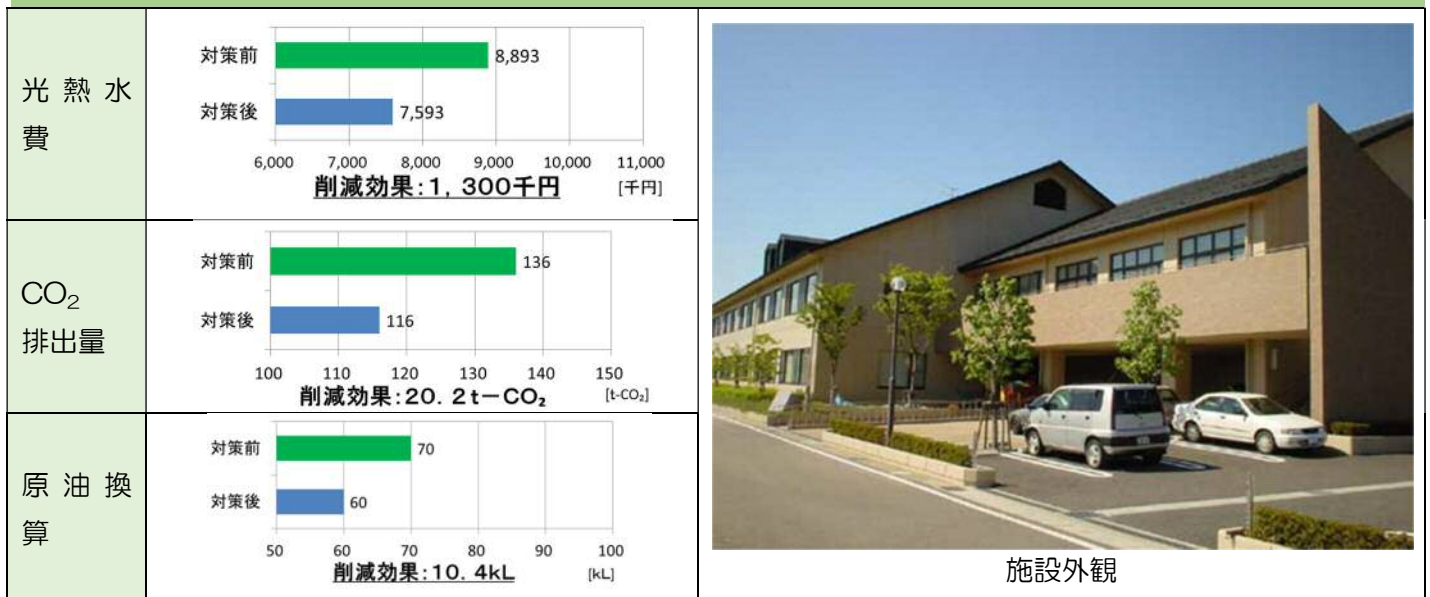 光熱水
費
対策前
8,893
対策後
7,593
6,000 7,000 8,000 9,000 10,000 11,000
削減効果:1,300千円 [千円]
CO₂
排出量
対策前
136
対策後
116
100 110 120 130 140 150
削減効果:20.2t－CO₂ [t-CO₂]
原油換
算
対策前
70
対策後
60
50 60 70 80 90 100
削減効果:10.4kL [kL]
施設外観